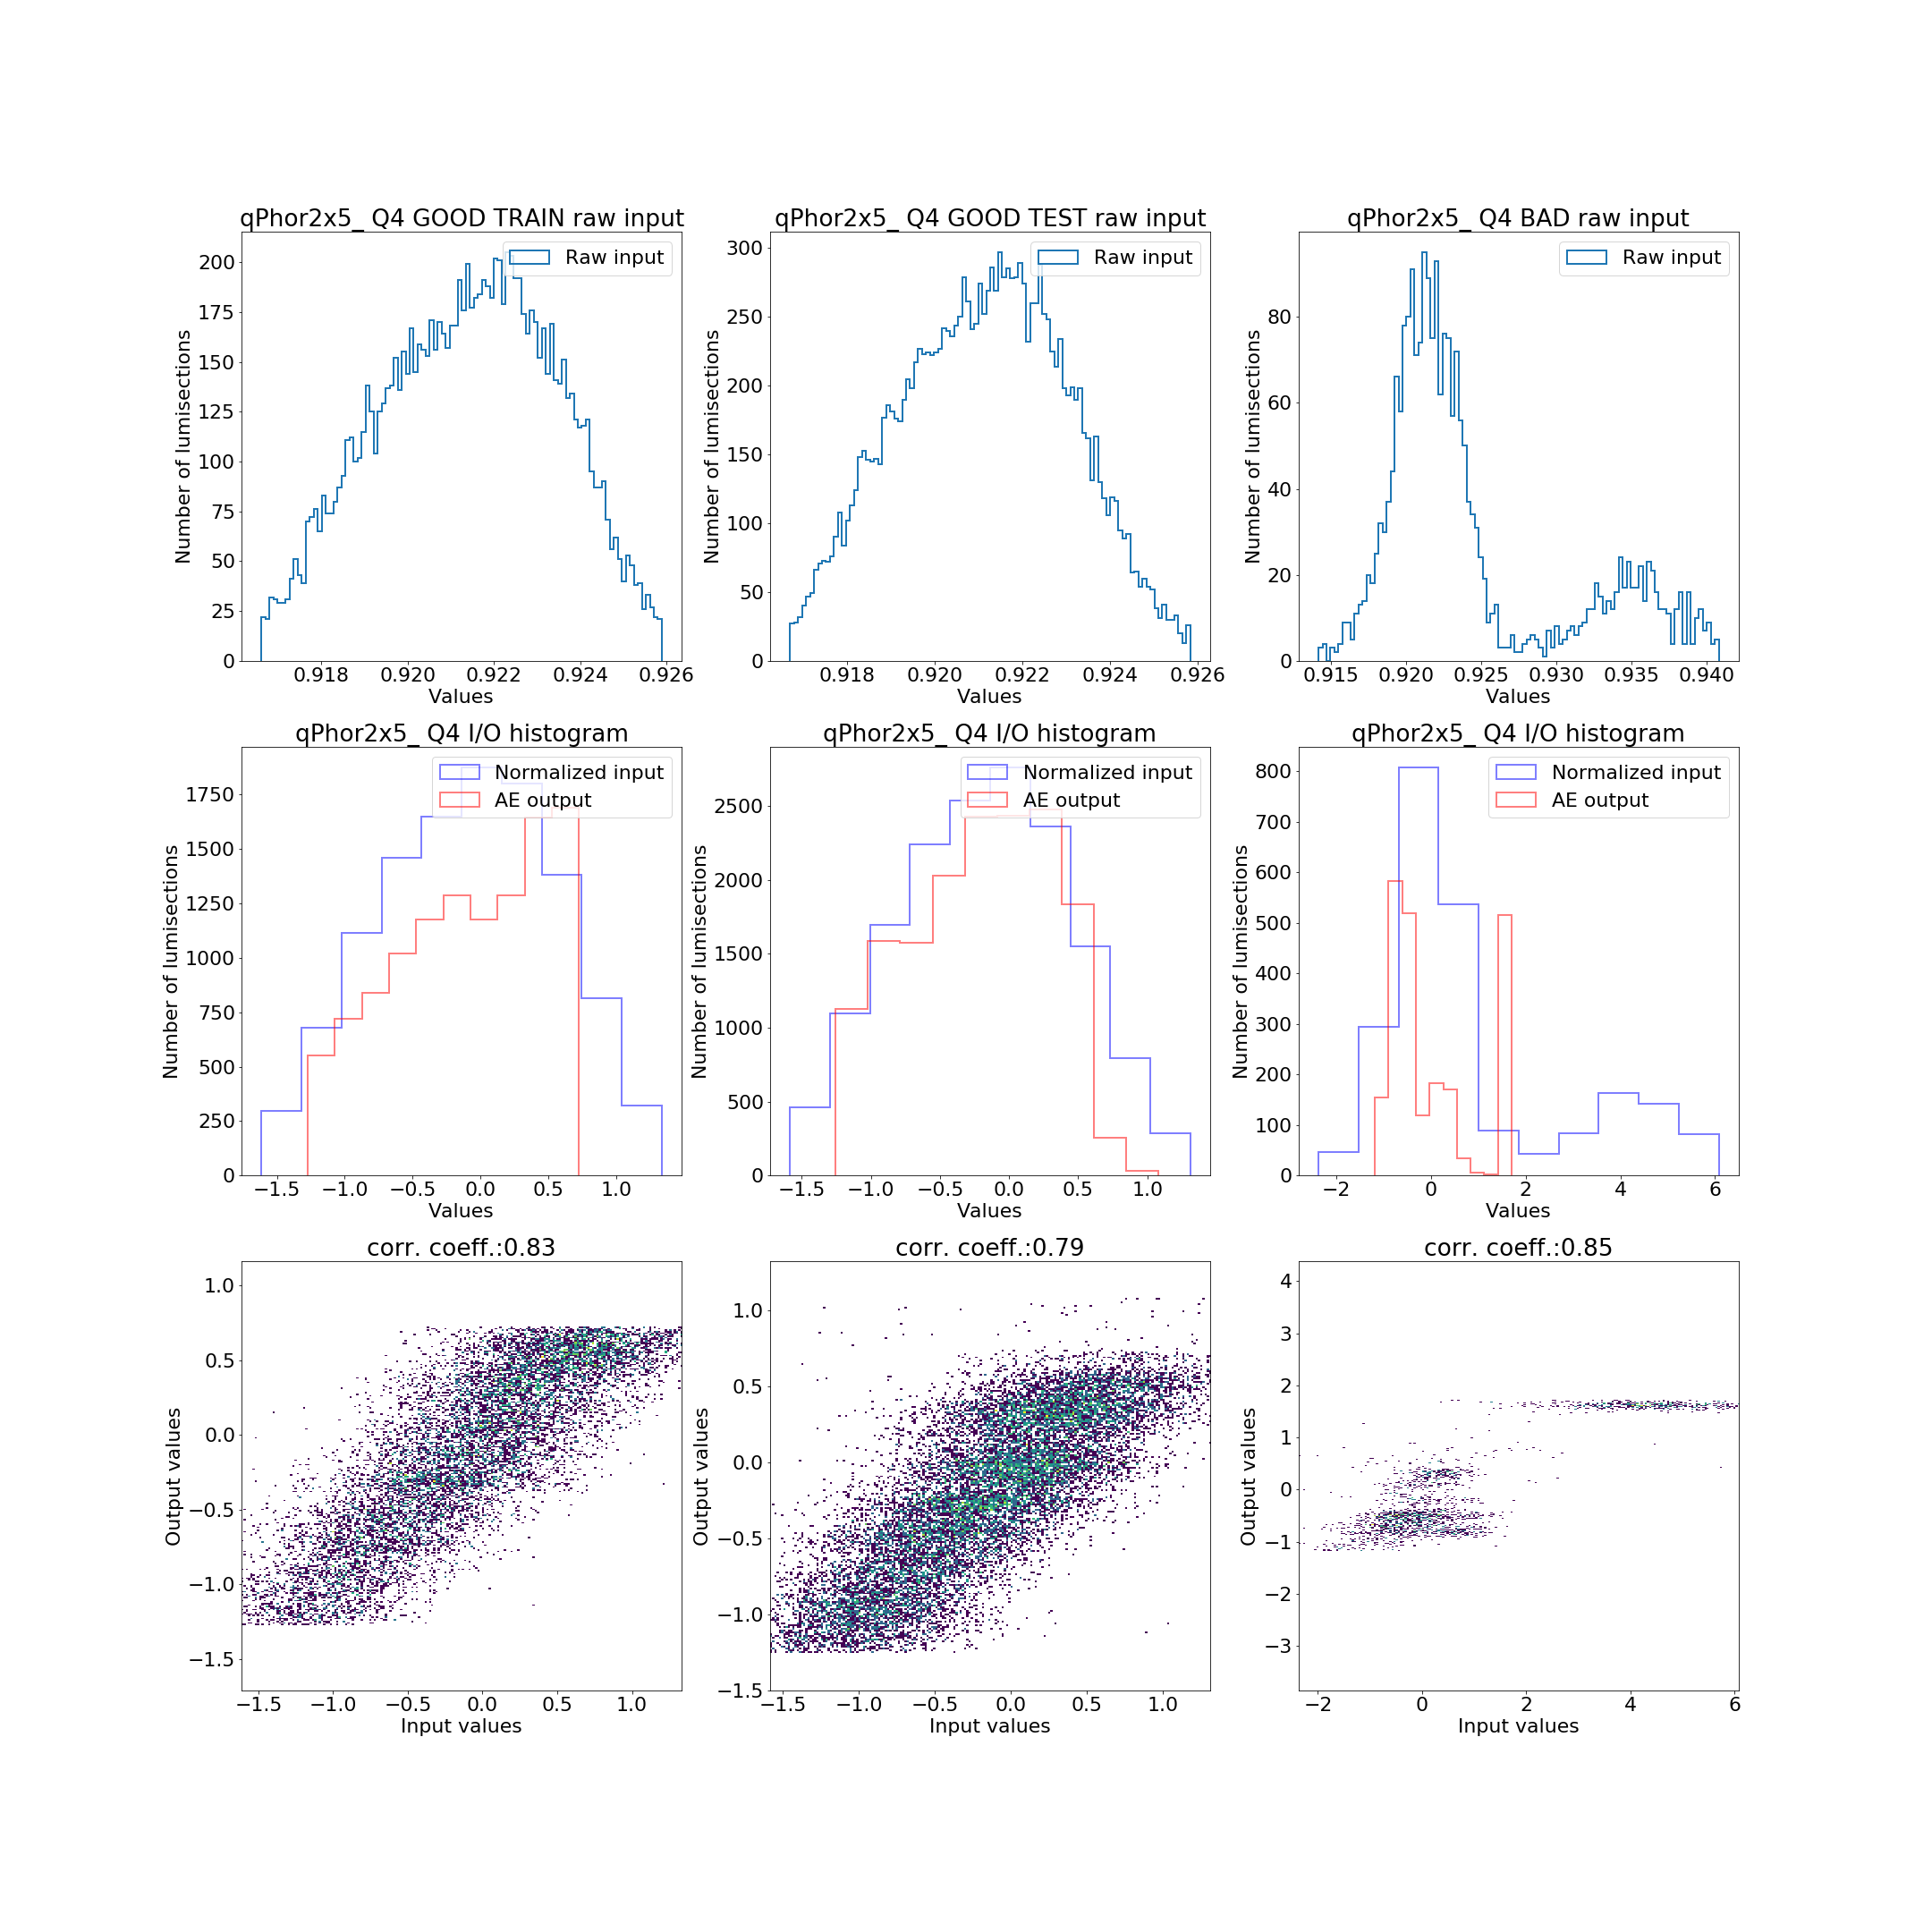 qPhor2x5_ Q4 GOOD TRAIN raw input
Raw input
200
175
150
125
100
75
50
25
0
Number of lumisections
0.918 0.920 0.922 0.924 0.926
Values
qPhor2x5_ Q4 GOOD TEST raw input
Raw input
300
250
200
150
100
50
0
Number of lumisections
0.918 0.920 0.922 0.924 0.926
Values
qPhor2x5_ Q4 BAD raw input
Raw input
80
60
40
20
0
Number of lumisections
0.915 0.920 0.925 0.930 0.935 0.940
Values
qPhor2x5_ Q4 I/O histogram
Normalized input
AE output
1750
1500
1250
1000
750
500
250
0
Number of lumisections
−1.5 −1.0 −0.5 0.0 0.5 1.0
Values
qPhor2x5_ Q4 I/O histogram
Normalized input
AE output
2500
2000
1500
1000
500
0
Number of lumisections
−1.5 −1.0 −0.5 0.0 0.5 1.0
Values
qPhor2x5_ Q4 I/O histogram
Normalized input
AE output
800
700
600
500
400
300
200
100
0
Number of lumisections
−2 0 2 4 6
Values
corr. coeff.:0.83
1.0
0.5
0.0
−0.5
−1.0
−1.5
Output values
−1.5 −1.0 −0.5 0.0 0.5 1.0
Input values
corr. coeff.:0.79
1.0
0.5
0.0
−0.5
−1.0
−1.5
Output values
−1.5 −1.0 −0.5 0.0 0.5 1.0
Input values
corr. coeff.:0.85
4
3
2
1
0
−1
−2
−3
Output values
−2 0 2 4 6
Input values